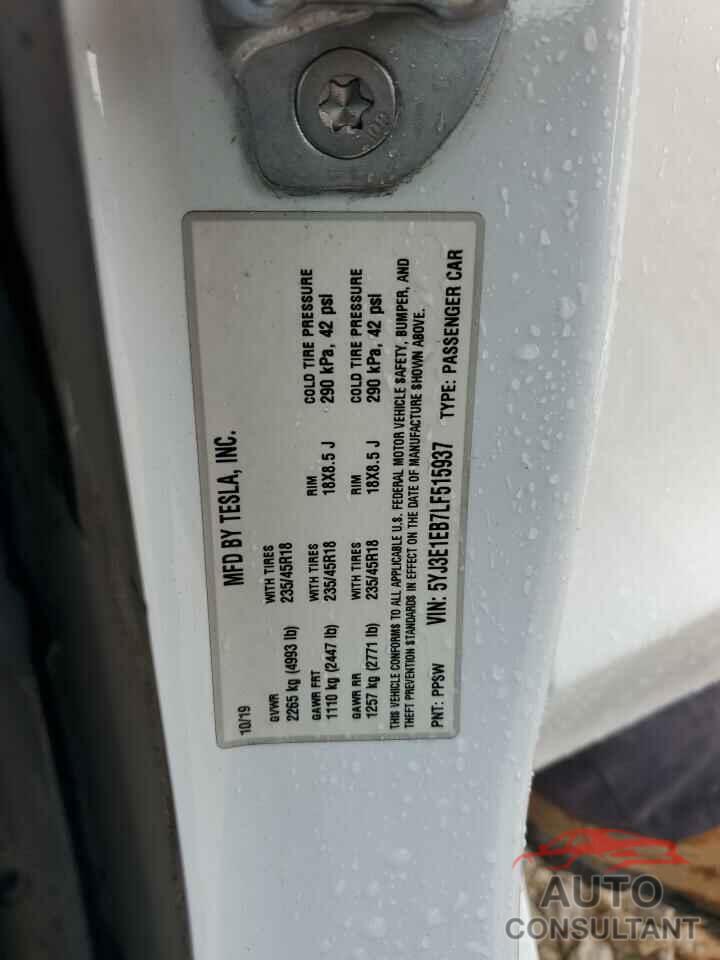 10/19 MFD BY TESLA, INC.
GVWR WITH TIRES
2265 kg (4993 lb) 235/45R18
GAWR FRT WITH TIRES RIM COLD TIRE PRESSURE
1110 kg (2447 lb) 235/45R18 18X8.5 J 290 kPa, 42 psi
GAWR RR WITH TIRES RIM COLD TIRE PRESSURE
1257 kg (2771 lb) 235/45R18 18X8.5 J 290 kPa, 42 psi
THIS VEHICLE CONFORMS TO ALL APPLICABLE U.S. FEDERAL MOTOR VEHICLE SAFETY, BUMPER, AND
THEFT PREVENTION STANDARDS IN EFFECT ON THE DATE OF MANUFACTURE SHOWN ABOVE.
PNT: PPSW VIN: 5YJ3E1EB7LF515937 TYPE: PASSENGER CAR
AUTO
CONSULTANT